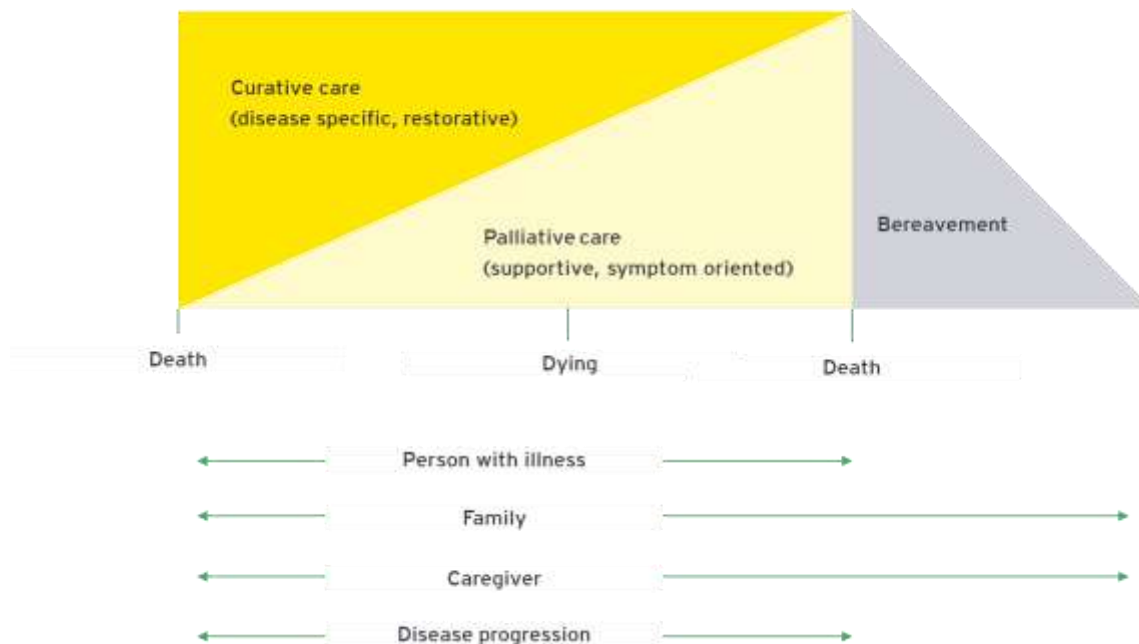 Curative care
(disease specific, restorative)
Palliative care
(supportive, symptom oriented)
Bereavement
Death
Dying
Death
Person with illness
Family
Caregiver
Disease progression